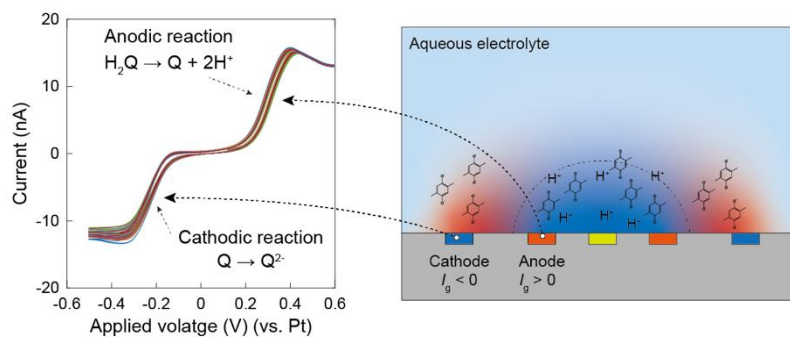 20
10
0
-10
-20
Current (nA)
-0.6
-0.4
-0.2
0
0.2
0.4
0.6
Applied volatge (V) (vs. Pt)
Anodic reaction
H₂Q → Q + 2H⁺
Cathodic reaction
Q → Q²⁻
Aqueous electrolyte
H⁺
H⁺
H⁺
H⁺
H⁺
H⁺
Cathode
I_g < 0
Anode
I_g > 0